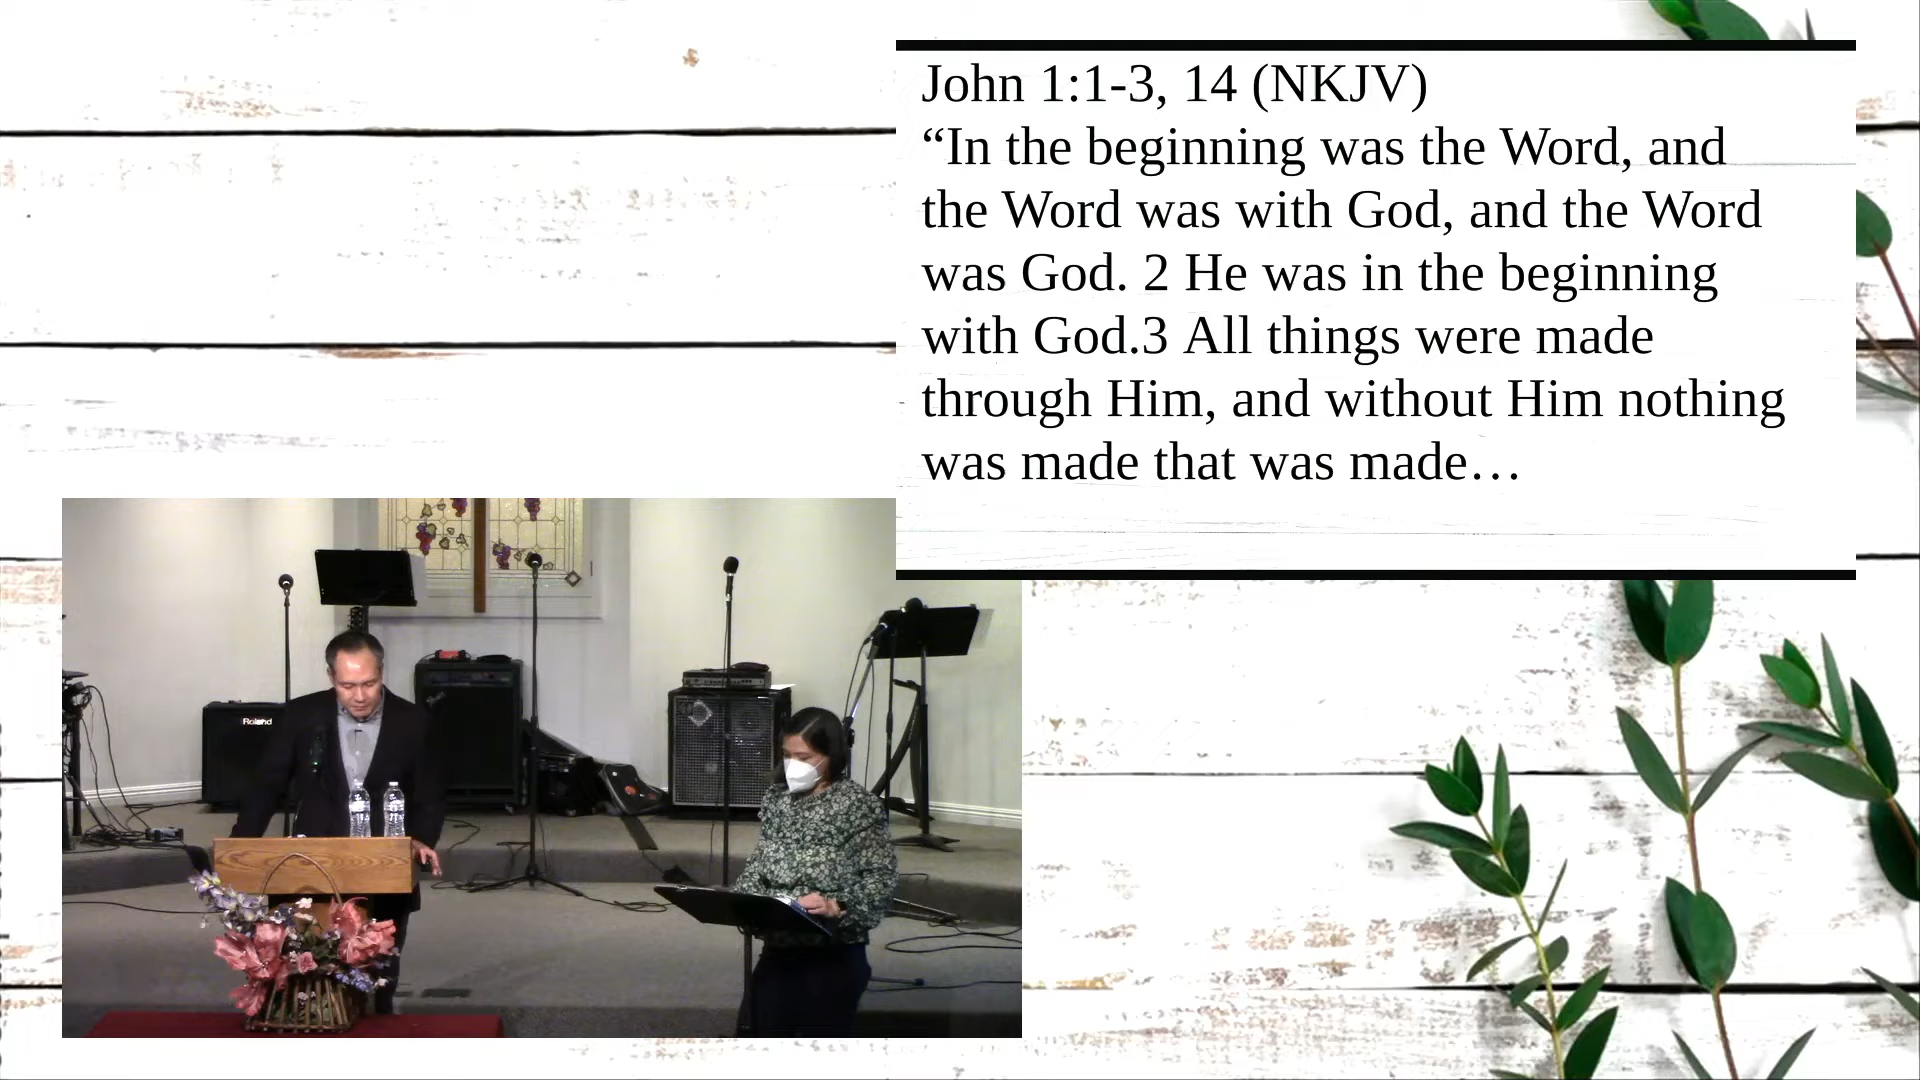 John 1:1-3, 14 (NKJV)
“In the beginning was the Word, and
the Word was with God, and the Word
was God. 2 He was in the beginning
with God.3 All things were made
through Him, and without Him nothing
was made that was made…
Roland